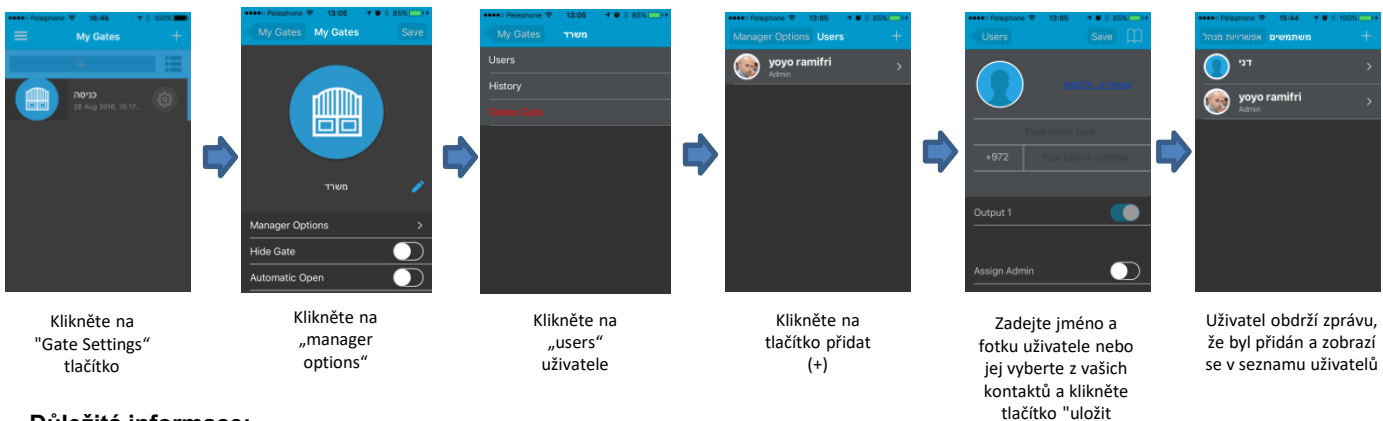 Pelephone 16:46 100%
My Gates +
כניסה
28 Aug 2016, 15:17...
Klikněte na
"Gate Settings“
tlačítko
Pelephone 13:05 85%
My Gates My Gates Save
משרד
Manager Options
Hide Gate
Automatic Open
Klikněte na
„manager
options“
Pelephone 13:05 85%
My Gates משרד
Users
History
Delete Gate
Klikněte na
„users“
uživatele
Pelephone 13:05 85%
Manager Options Users +
yoyo ramifri
Admin
Klikněte na
tlačítko přidat
(+)
Pelephone 13:05 85%
Users Save
Type name here
+972 Your phone number
Output 1
Assign Admin
Zadejte jméno a
fotku uživatele nebo
jej vyberte z vašich
kontaktů a klikněte
tlačítko "uložit
Pelephone 15:44 100%
אפשרויות מנהל משתמשים +
דני
yoyo ramifri
Admin
Uživatel obdrží zprávu,
že byl přidán a zobrazí
se v seznamu uživatelů
Důležitá informace: